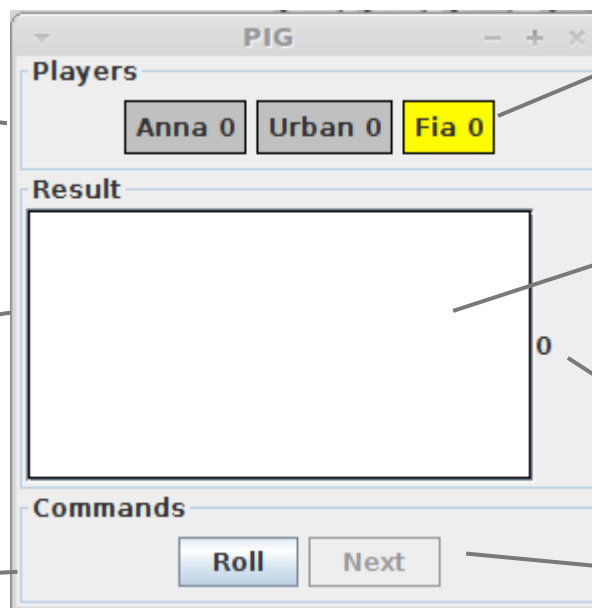 PIG
Players
Anna 0 Urban 0 Fia 0
Result
0
Commands
Roll Next